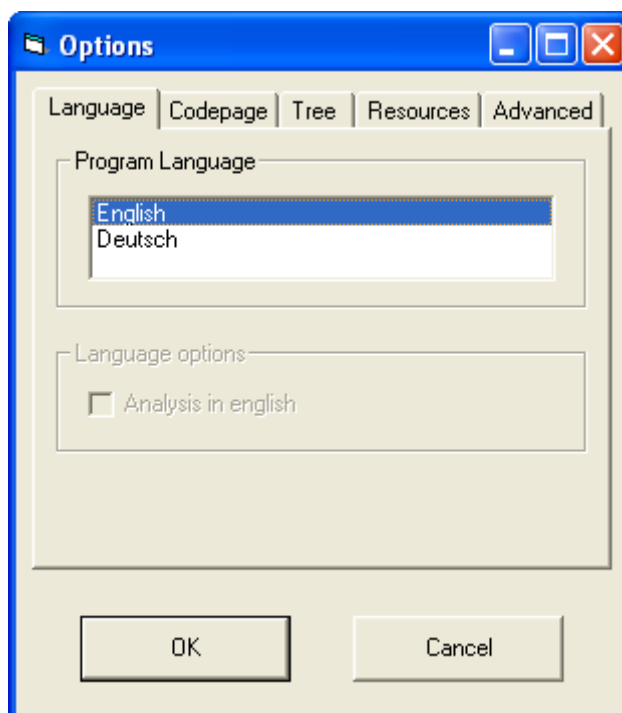 Options
Language Codepage Tree Resources Advanced
Program Language
English
Deutsch
Language options
Analysis in english
OK Cancel